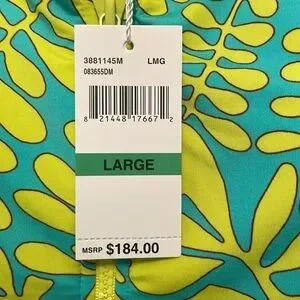 3881145M LMG
083655DM
8 21448 17667 2
LARGE
MSRP $184.00